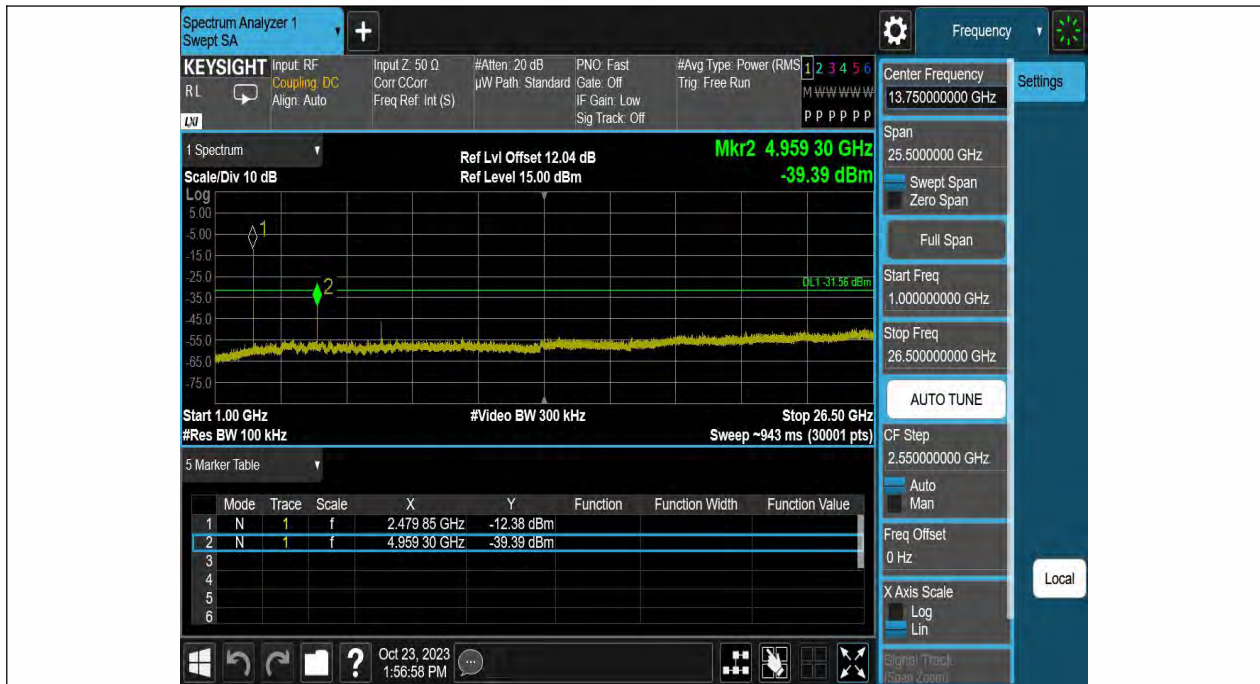 Spectrum Analyzer 1
Swept SA
+
Frequency
KEYSIGHT
RL
LXI
Input: RF
Coupling: DC
Align: Auto
Input Z: 50 Ω
Corr CCorr
Freq Ref: Int (S)
#Atten: 20 dB
µW Path: Standard
PNO: Fast
Gate: Off
IF Gain: Low
Sig Track: Off
#Avg Type: Power (RMS
Trig: Free Run
1 2 3 4 5 6
M W W W W W
P P P P P P
1 Spectrum
Scale/Div 10 dB
Ref Lvl Offset 12.04 dB
Ref Level 15.00 dBm
Mkr2 4.959 30 GHz
-39.39 dBm
Log
5.00
-5.00
-15.0
-25.0
-35.0
-45.0
-55.0
-65.0
-75.0
1
2
DL1 -31.56 dBm
Start 1.00 GHz
#Video BW 300 kHz
Stop 26.50 GHz
#Res BW 100 kHz
Sweep ~943 ms (30001 pts)
5 Marker Table
Mode Trace Scale X Y Function Function Width Function Value
1 N 1 f 2.479 85 GHz -12.38 dBm
2 N 1 f 4.959 30 GHz -39.39 dBm
3
4
5
6
Oct 23, 2023
1:56:58 PM
?
Center Frequency
13.750000000 GHz
Settings
Span
25.5000000 GHz
Swept Span
Zero Span
Full Span
Start Freq
1.000000000 GHz
Stop Freq
26.500000000 GHz
AUTO TUNE
CF Step
2.550000000 GHz
Auto
Man
Freq Offset
0 Hz
Local
X Axis Scale
Log
Lin
Signal Track
(Span Zoom)